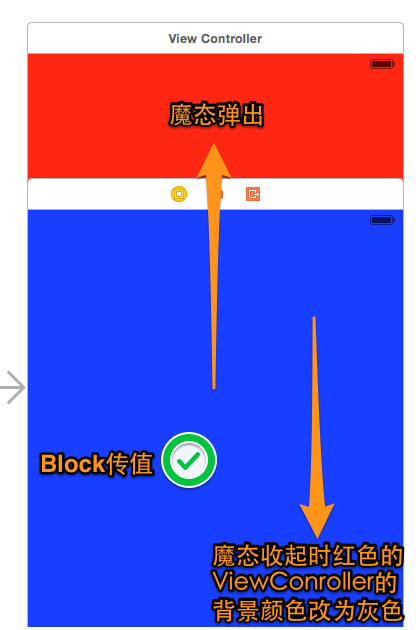 View Controller
魔态弹出
Block传值
魔态收起时红色的
ViewConroller的
背景颜色改为灰色